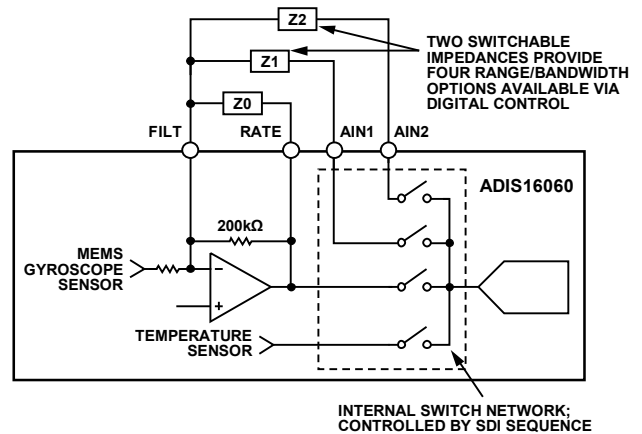 Z2
TWO SWITCHABLE
IMPEDANCES PROVIDE
FOUR RANGE/BANDWIDTH
OPTIONS AVAILABLE VIA
DIGITAL CONTROL
Z1
Z0
FILT
RATE
AIN1
AIN2
ADIS16060
200kΩ
MEMS
GYROSCOPE
SENSOR
−
+
TEMPERATURE
SENSOR
INTERNAL SWITCH NETWORK;
CONTROLLED BY SDI SEQUENCE